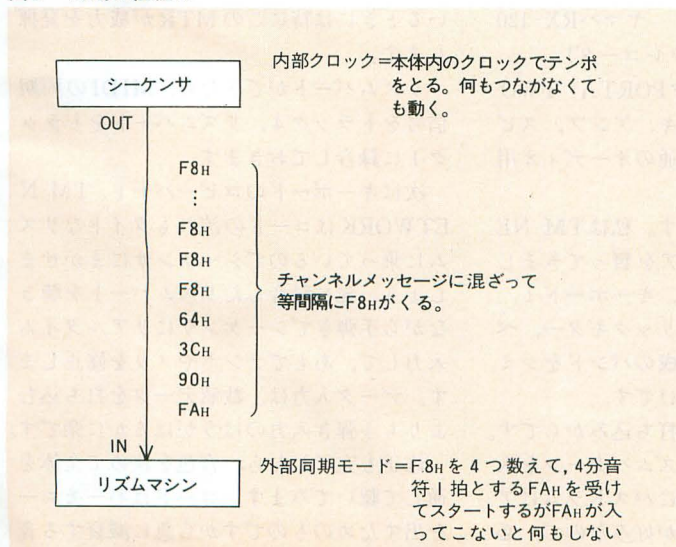 内部クロック=本体内のクロックでテンポ
をとる。何もつながなくて
も動く。
シーケンサ
OUT
F8H
⋮
F8H
F8H
F8H
64H
3CH
90H
FAH
チャンネルメッセージに混ざって
等間隔にF8Hがくる。
IN
リズムマシン
外部同期モード=F.8Hを4つ数えて,4分音
符1拍とするFAHを受け
てスタートするがFAHが入
ってこないと何もしない